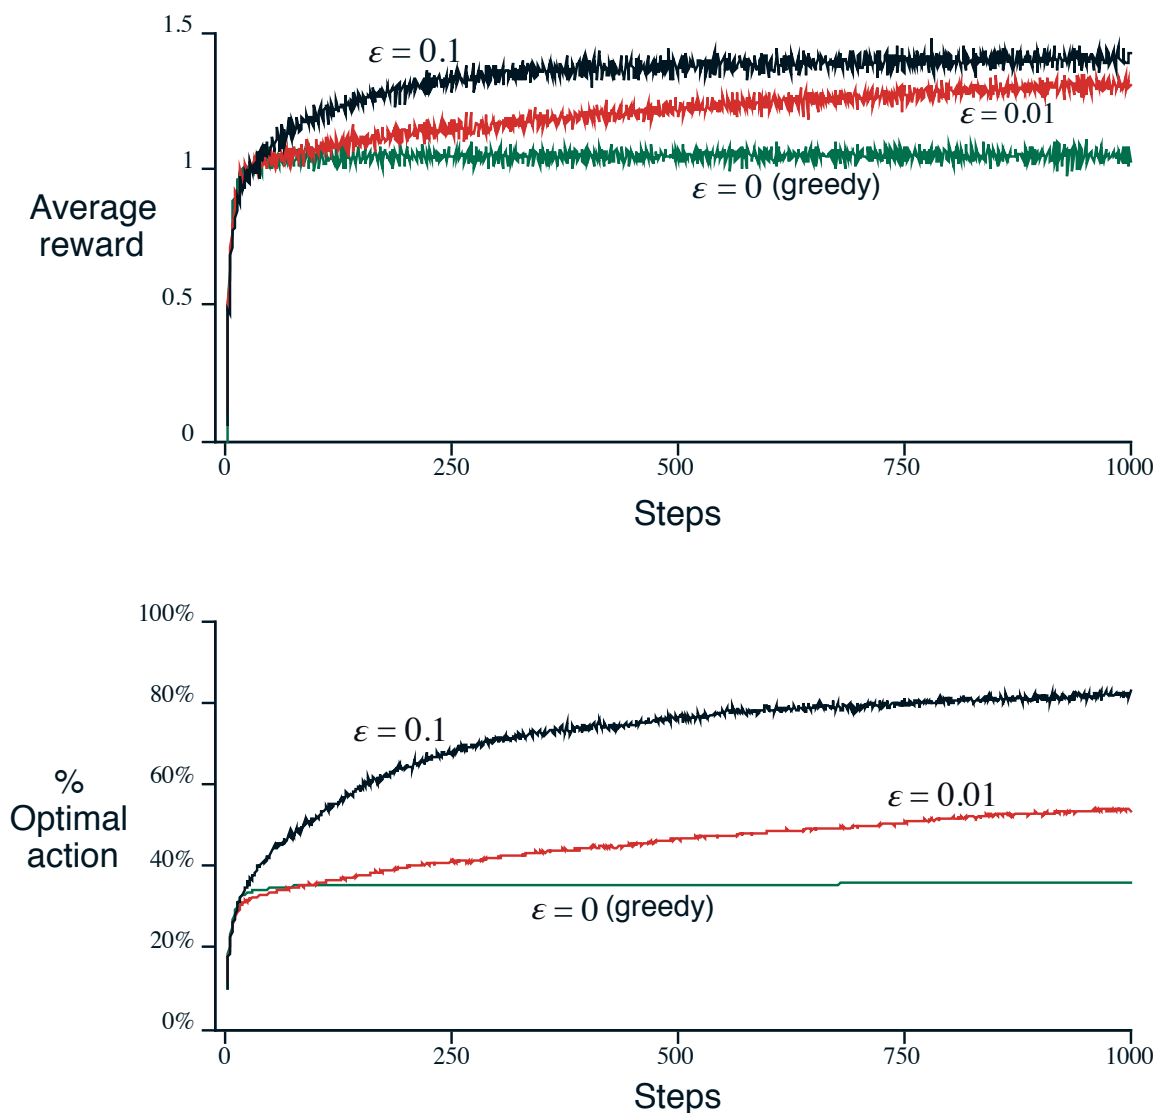 1.5
ε = 0.1
ε = 0.01
1
ε = 0 (greedy)
Average
reward
0.5
0
0 250 500 750 1000
Steps
100%
80%
ε = 0.1
60%
ε = 0.01
%
Optimal
action
40%
ε = 0 (greedy)
20%
0%
0 250 500 750 1000
Steps